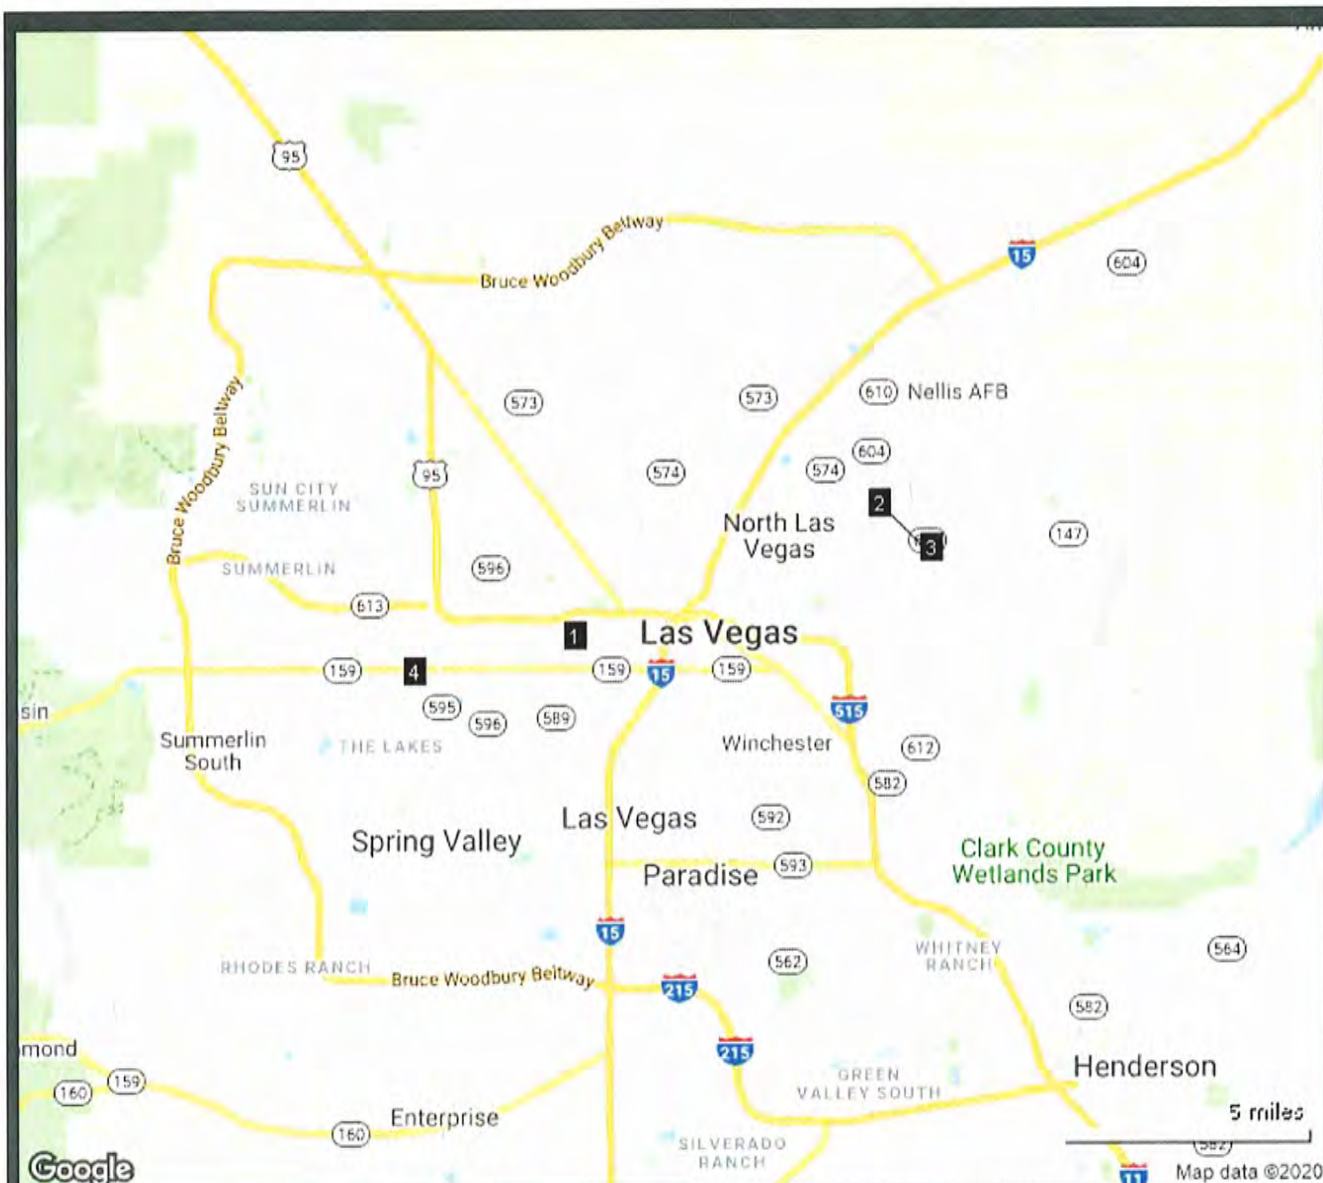 95
Bruce Woodbury Beltway
15
604
573
573
610 Nellis AFB
Bruce Woodbury Beltway
604
95
574
574
SUN CITY
SUMMERLIN
2
North Las
Vegas
147
3
596
SUMMERLIN
613
1
Las Vegas
159
4
159
15
159
sin
595
596
589
515
Summerlin
South
THE LAKES
Winchester
612
582
Las Vegas
592
Spring Valley
Clark County
Wetlands Park
Paradise
593
15
WHITNEY
RANCH
564
562
RHODES RANCH
Bruce Woodbury Beltway
215
582
mond
215
Henderson
GREEN
VALLEY SOUTH
160
159
Enterprise
5 miles
160
SILVERADO
RANCH
582
Google
11
Map data ©2020